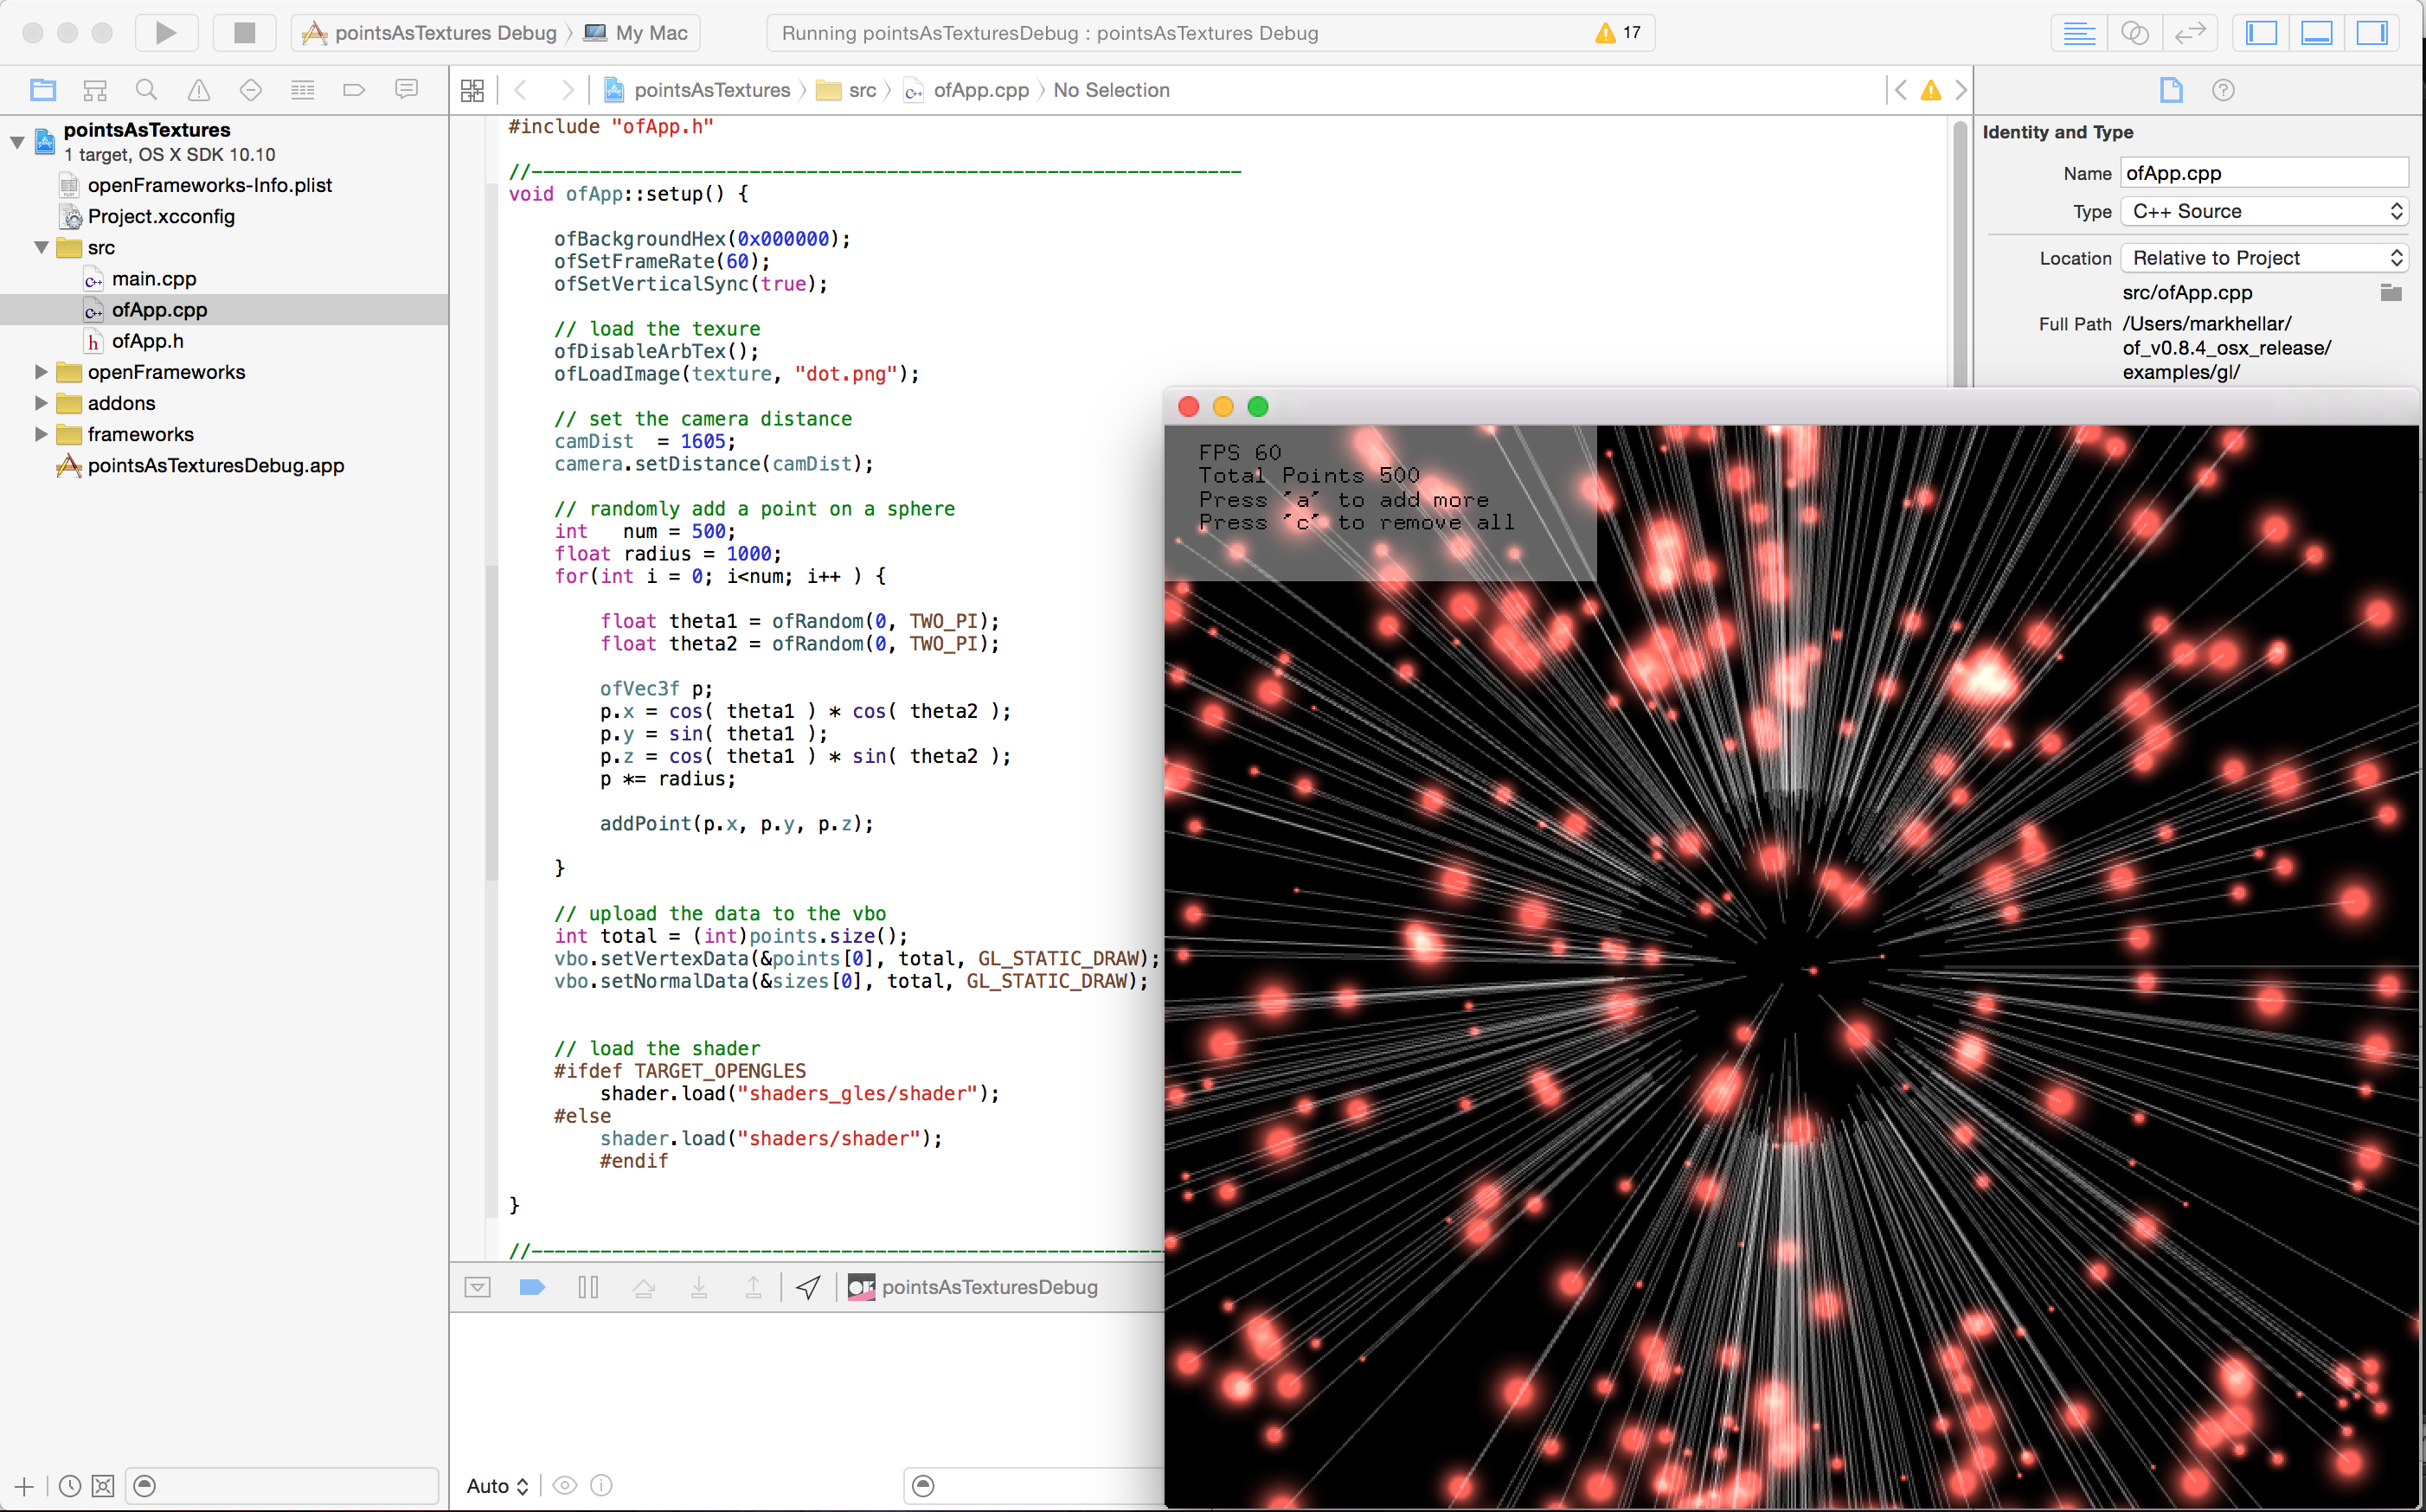 pointsAsTextures Debug 〉 My Mac
Running pointsAsTexturesDebug : pointsAsTextures Debug
17
pointsAsTextures 〉 src 〉 ofApp.cpp 〉 No Selection
pointsAsTextures
1 target, OS X SDK 10.10
openFrameworks-Info.plist
Project.xcconfig
src
main.cpp
ofApp.cpp
ofApp.h
openFrameworks
addons
frameworks
pointsAsTexturesDebug.app
#include "ofApp.h"
//--------------------------------------------------------------
void ofApp::setup() {
ofBackgroundHex(0x000000);
ofSetFrameRate(60);
ofSetVerticalSync(true);
// load the texure
ofDisableArbTex();
ofLoadImage(texture, "dot.png");
// set the camera distance
camDist  = 1605;
camera.setDistance(camDist);
// randomly add a point on a sphere
int   num = 500;
float radius = 1000;
for(int i = 0; i<num; i++ ) {
float theta1 = ofRandom(0, TWO_PI);
float theta2 = ofRandom(0, TWO_PI);
ofVec3f p;
p.x = cos( theta1 ) * cos( theta2 );
p.y = sin( theta1 );
p.z = cos( theta1 ) * sin( theta2 );
p *= radius;
addPoint(p.x, p.y, p.z);
}
// upload the data to the vbo
int total = (int)points.size();
vbo.setVertexData(&points[0], total, GL_STATIC_DRAW);
vbo.setNormalData(&sizes[0], total, GL_STATIC_DRAW);
// load the shader
#ifdef TARGET_OPENGLES
shader.load("shaders_gles/shader");
#else
shader.load("shaders/shader");
#endif
}
//--------------------------------------------------------
pointsAsTexturesDebug
Auto
Identity and Type
Name ofApp.cpp
Type C++ Source
Location Relative to Project
src/ofApp.cpp
Full Path /Users/markhellar/
of_v0.8.4_osx_release/
examples/gl/
FPS 60
Total Points 500
Press 'a' to add more
Press 'c' to remove all